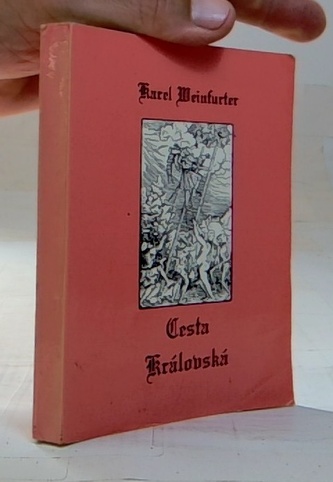 Karel Weinfurter
Cesta
Královská